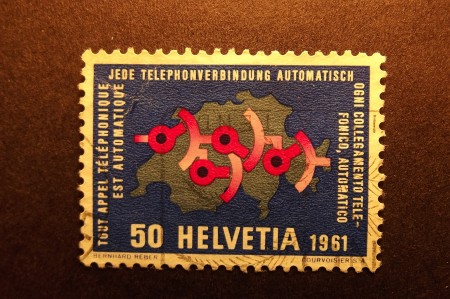 JEDE TELEPHONVERBINDUNG AUTOMATISCH
TOUT APPEL TÉLÉPHONIQUE
EST AUTOMATIQUE
OGNI COLLEGAMENTO TELE-
FONICO, AUTOMATICO
50 HELVETIA 1961
BERNHARD REBER
COURVOISIER S.A.